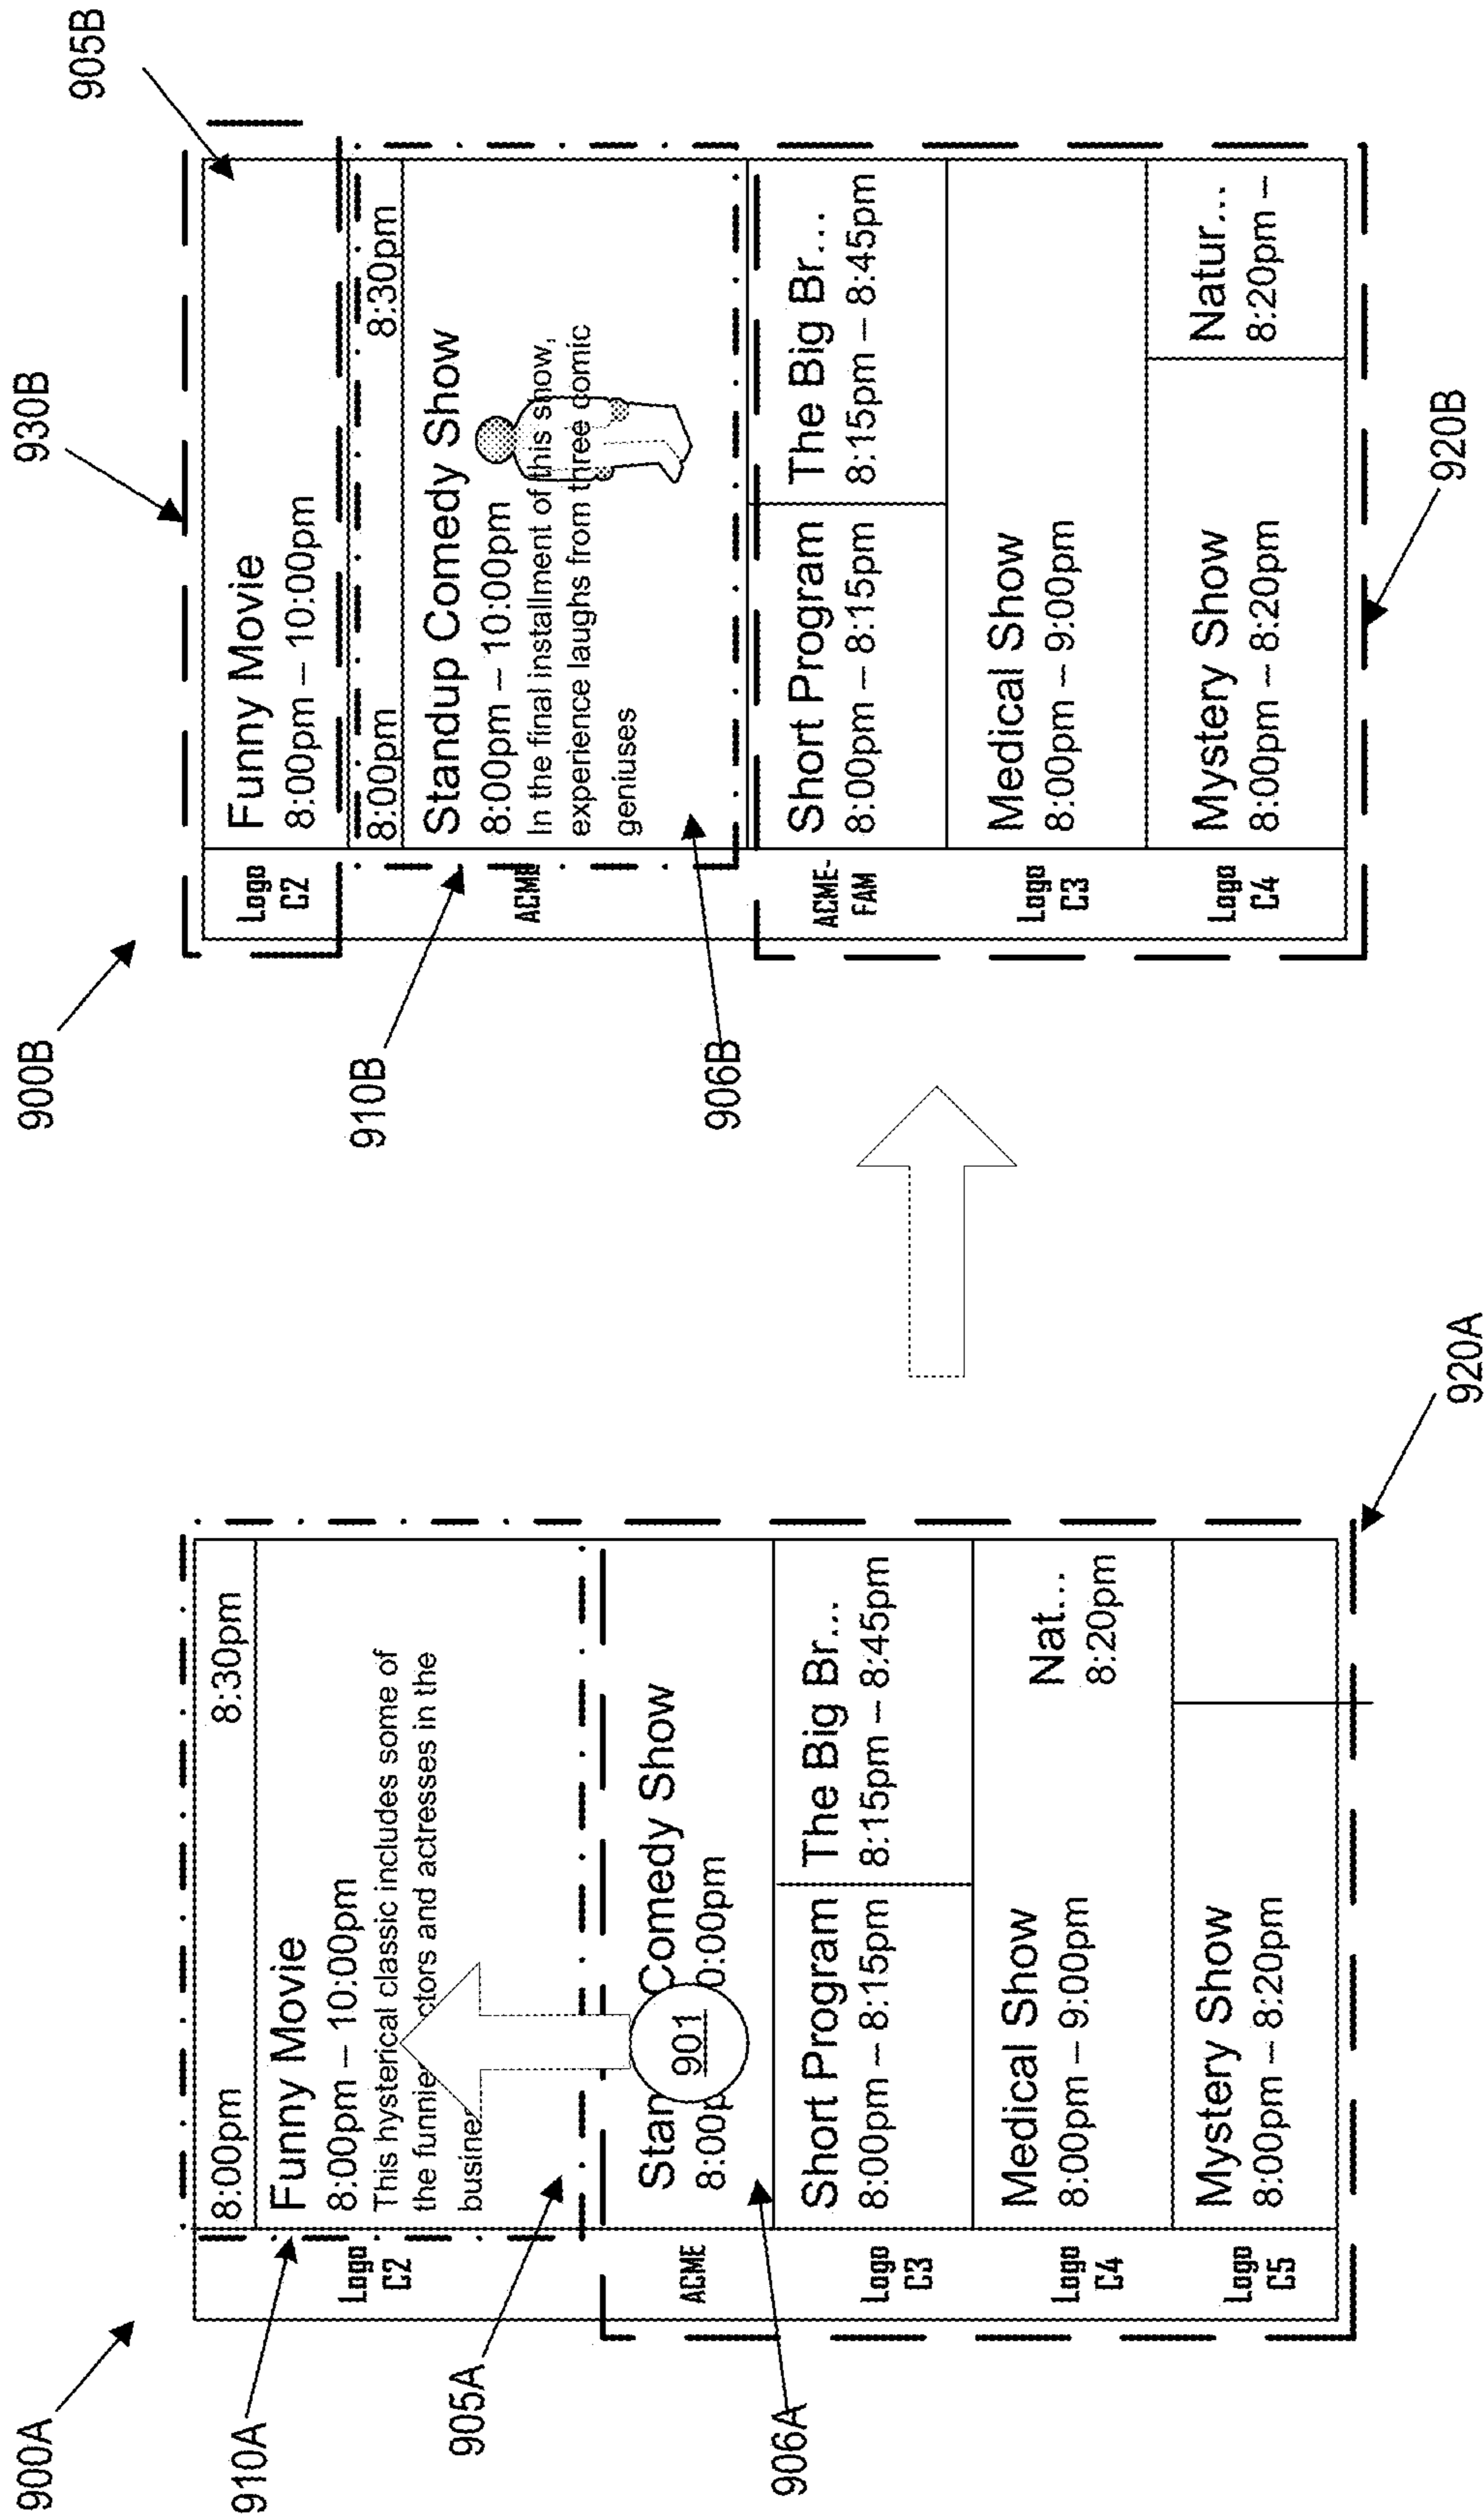 900A
910A
905A
906A
8:00pm 8:30pm
Logo
C2
Funny Movie
8:00pm – 10:00pm
This hysterical classic includes some of
the funnie ctors and actresses in the
busine
ACME
Stan Comedy Show
8:00p 0:00pm
901
Logo
C3
Short Program The Big Br...
8:00pm – 8:15pm 8:15pm – 8:45pm
Logo
C4
Medical Show Nat...
8:00pm – 9:00pm 8:20pm
Logo
C5
Mystery Show
8:00pm – 8:20pm
920A
900B
930B
905B
910B
906B
Logo
C2
Funny Movie
8:00pm – 10:00pm
8:00pm 8:30pm
ACME
Standup Comedy Show
8:00pm – 10:00pm
In the final installment of this show,
experience laughs from three comic
geniuses
ACME-
FAM
Short Program The Big Br...
8:00pm – 8:15pm 8:15pm – 8:45pm
Logo
C3
Medical Show
8:00pm – 9:00pm
Logo
C4
Mystery Show Natur...
8:00pm – 8:20pm 8:20pm –
920B